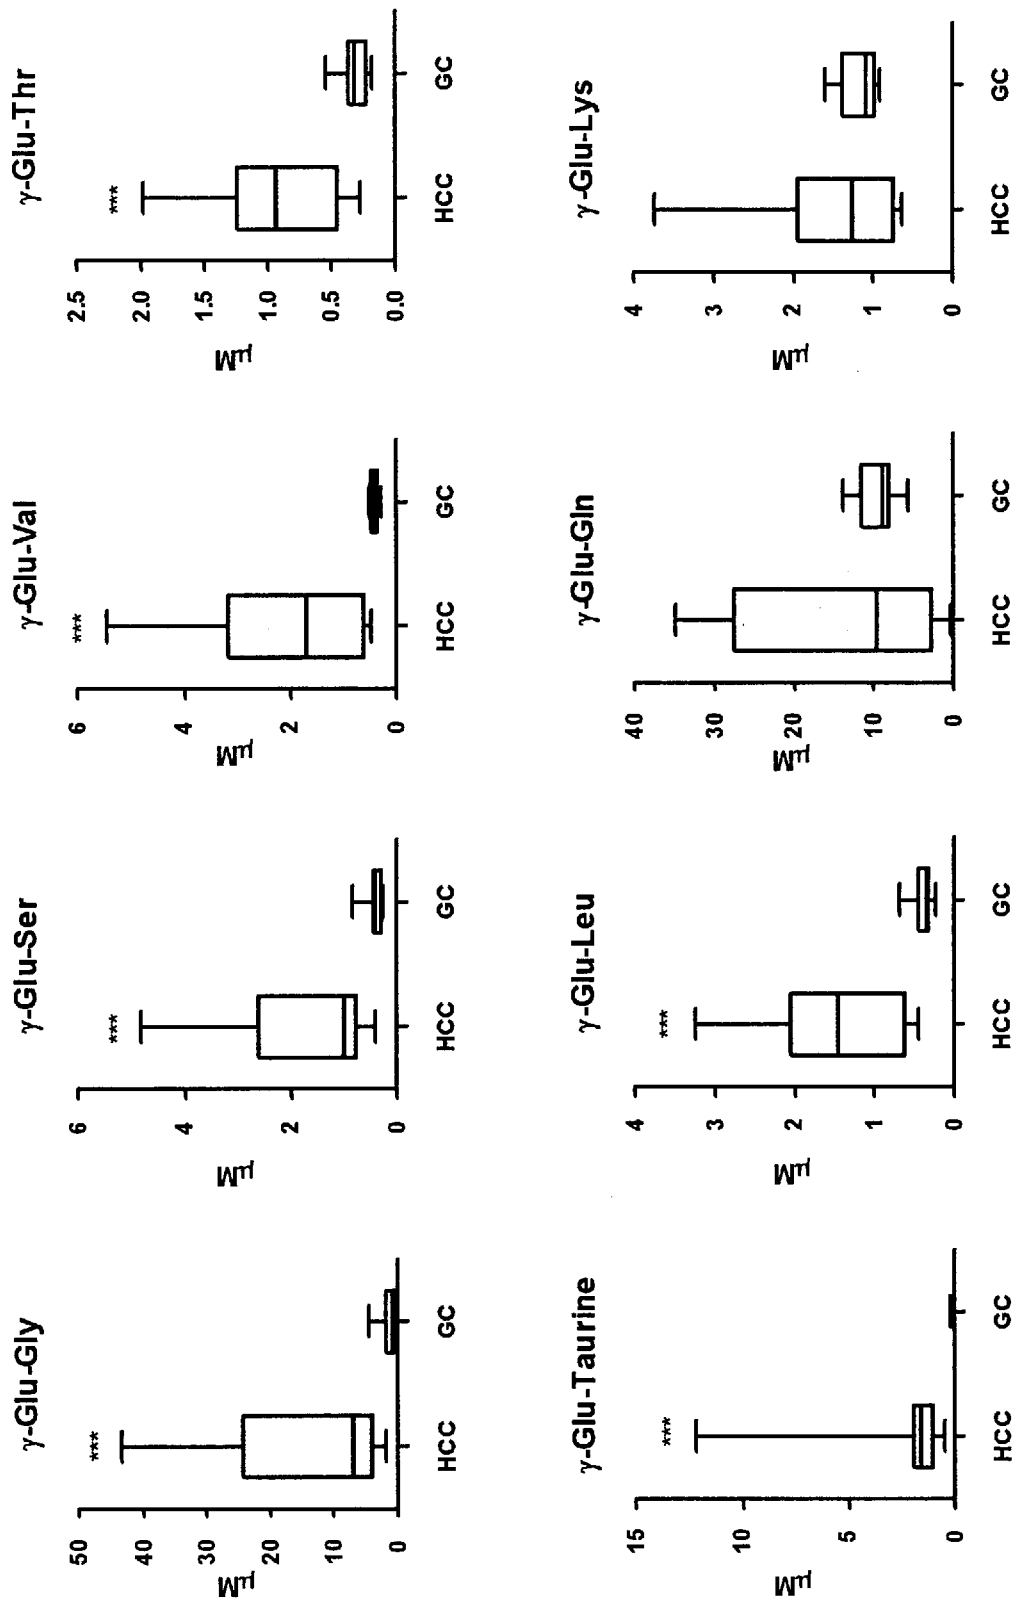 γ-Glu-Gly
μM
50
40
30
20
10
0
***
HCC
GC
γ-Glu-Ser
μM
6
4
2
0
***
HCC
GC
γ-Glu-Val
μM
6
4
2
0
***
HCC
GC
γ-Glu-Thr
μM
2.5
2.0
1.5
1.0
0.5
0.0
***
HCC
GC
γ-Glu-Taurine
μM
15
10
5
0
***
HCC
GC
γ-Glu-Leu
μM
4
3
2
1
0
***
HCC
GC
γ-Glu-Gln
μM
40
30
20
10
0
HCC
GC
γ-Glu-Lys
μM
4
3
2
1
0
HCC
GC